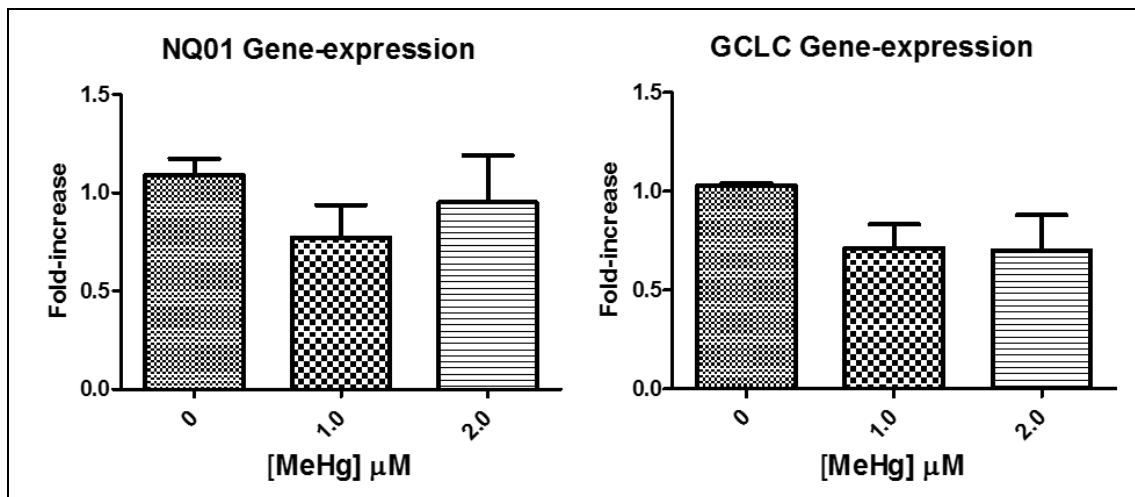 NQ01 Gene-expression
Fold-increase
1.5
1.0
0.5
0.0
0
1.0
2.0
[MeHg] μM
GCLC Gene-expression
Fold-increase
1.5
1.0
0.5
0.0
0
1.0
2.0
[MeHg] μM